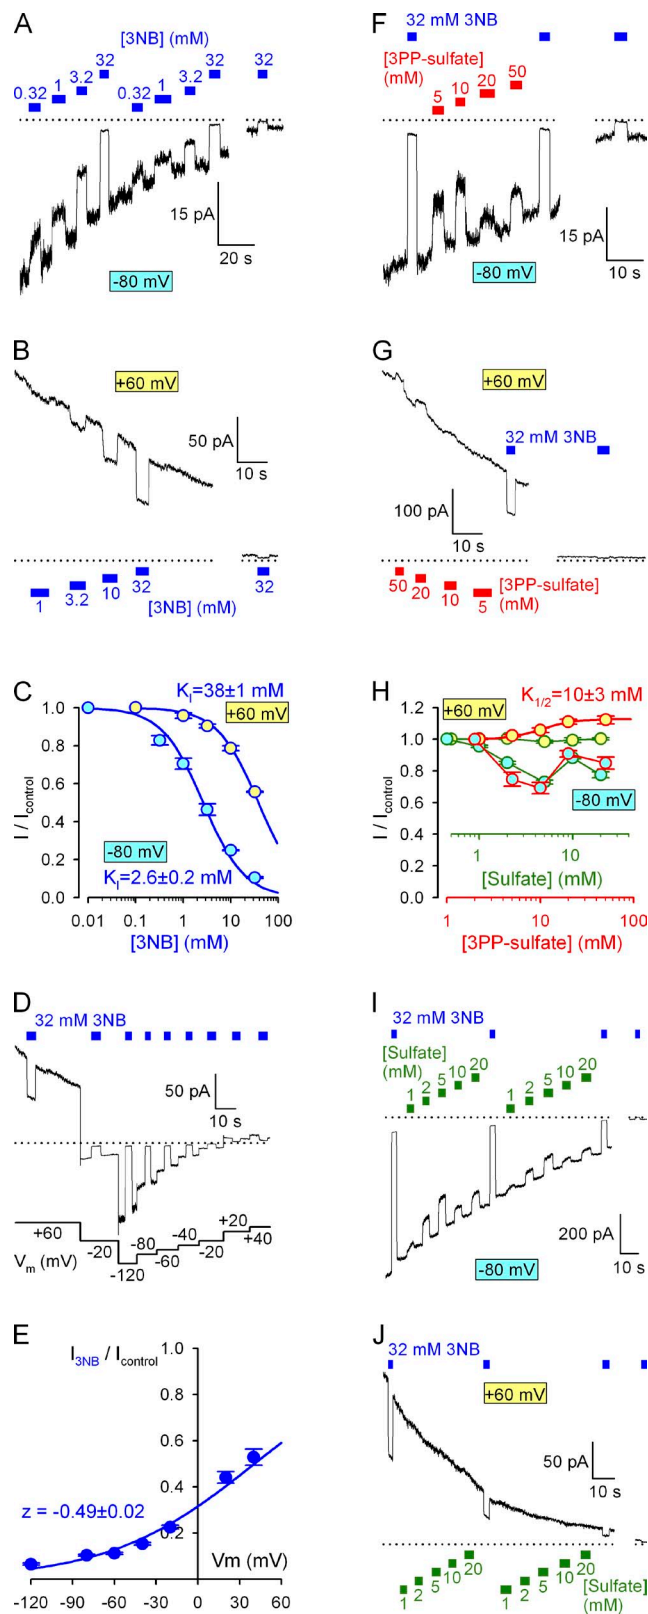 A
[3NB] (mM)
32 32 32
3.2 3.2
1 1
0.32 0.32
15 pA
20 s
-80 mV
B
+60 mV
50 pA
10 s
1 3.2 10 32 32
[3NB] (mM)
C
K_I=38±1 mM
+60 mV
I / I_control
1.0
0.8
0.6
0.4
0.2
0.0
-80 mV
K_I=2.6±0.2 mM
0.01 0.1 1 10 100
[3NB] (mM)
D
32 mM 3NB
50 pA
10 s
+60
-20
-120
-80
-60
-40
-20
+20
+40
V_m (mV)
E
I_3NB / I_control
1.0
0.8
0.6
0.4
0.2
z = -0.49±0.02
Vm (mV)
-120 -90 -60 -30 0 30 60
F
32 mM 3NB
[3PP-sulfate]
(mM)
5 10 20 50
15 pA
10 s
-80 mV
G
+60 mV
32 mM 3NB
100 pA
10 s
50 20 10 5
[3PP-sulfate]
(mM)
H
K_1/2=10±3 mM
+60 mV
I / I_control
1.2
1.0
0.8
0.6
0.4
0.2
0.0
-80 mV
1 10
[Sulfate] (mM)
1 10 100
[3PP-sulfate] (mM)
I
32 mM 3NB
[Sulfate]
(mM)
1 2 5 10 20 1 2 5 10 20
200 pA
10 s
-80 mV
J
32 mM 3NB
+60 mV
50 pA
10 s
1 2 5 10 20 1 2 5 10 20
[Sulfate]
(mM)